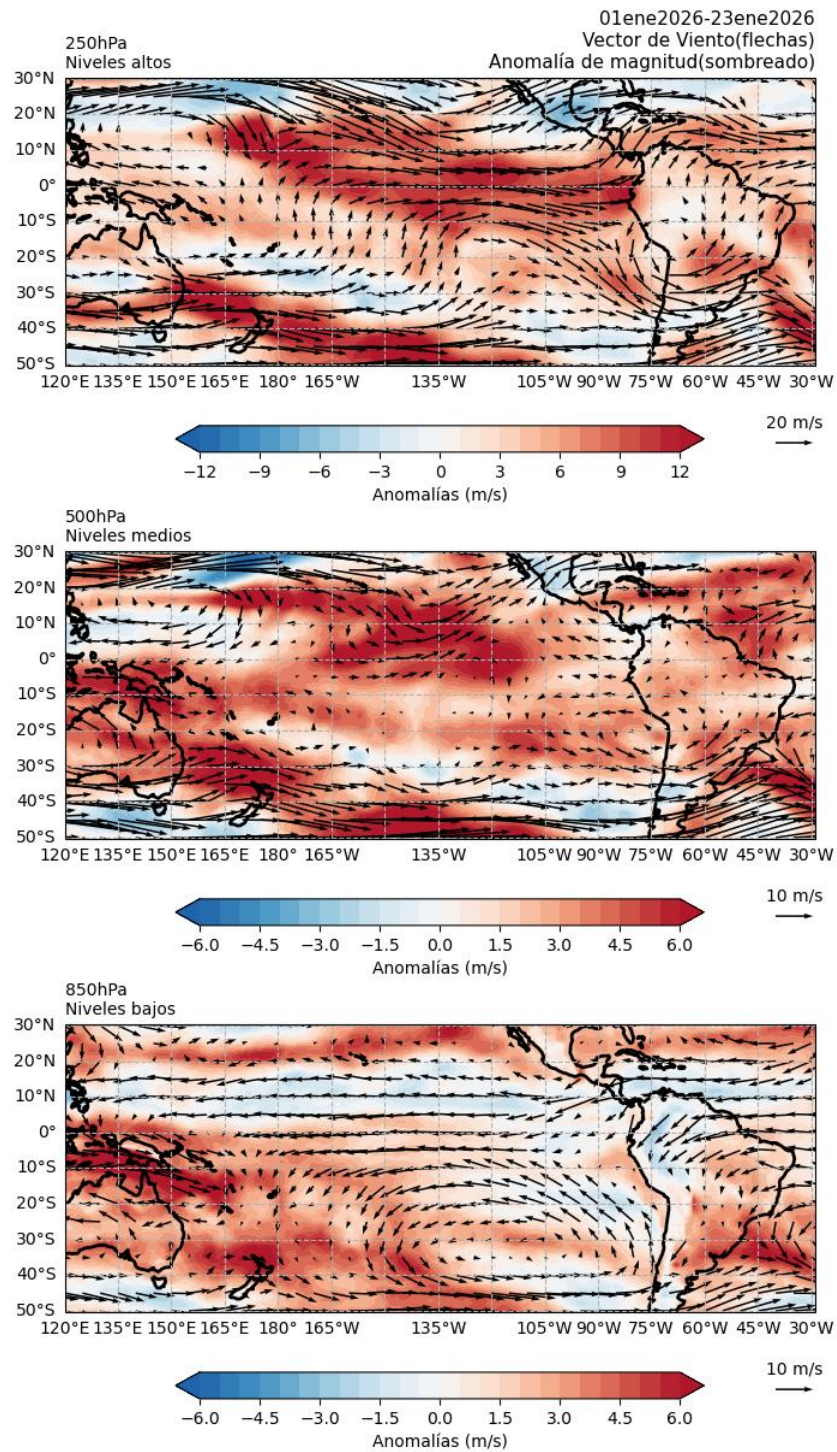 01ene2026-23ene2026
Vector de Viento(flechas)
Anomalía de magnitud(sombreado)
250hPa
Niveles altos
30°N
20°N
10°N
0°
10°S
20°S
30°S
40°S
50°S
120°E 135°E 150°E 165°E 180° 165°W 135°W 105°W 90°W 75°W 60°W 45°W 30°W
20 m/s
−12 −9 −6 −3 0 3 6 9 12
Anomalías (m/s)
500hPa
Niveles medios
30°N
20°N
10°N
0°
10°S
20°S
30°S
40°S
50°S
120°E 135°E 150°E 165°E 180° 165°W 135°W 105°W 90°W 75°W 60°W 45°W 30°W
10 m/s
−6.0 −4.5 −3.0 −1.5 0.0 1.5 3.0 4.5 6.0
Anomalías (m/s)
850hPa
Niveles bajos
30°N
20°N
10°N
0°
10°S
20°S
30°S
40°S
50°S
120°E 135°E 150°E 165°E 180° 165°W 135°W 105°W 90°W 75°W 60°W 45°W 30°W
10 m/s
−6.0 −4.5 −3.0 −1.5 0.0 1.5 3.0 4.5 6.0
Anomalías (m/s)